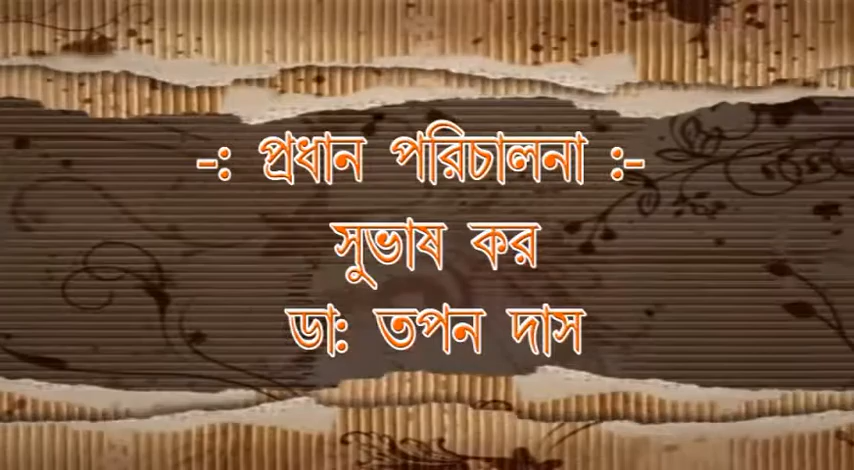 -: প্রধান পরিচালনা :-
সুভাষ কর
ডা: তপন দাস